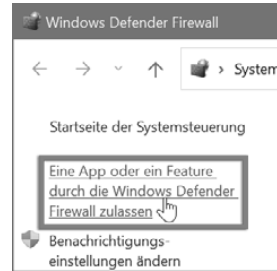 Windows Defender Firewall
System
Startseite der Systemsteuerung
Eine App oder ein Feature
durch die Windows Defender
Firewall zulassen
Benachrichtigungs-
einstellungen ändern